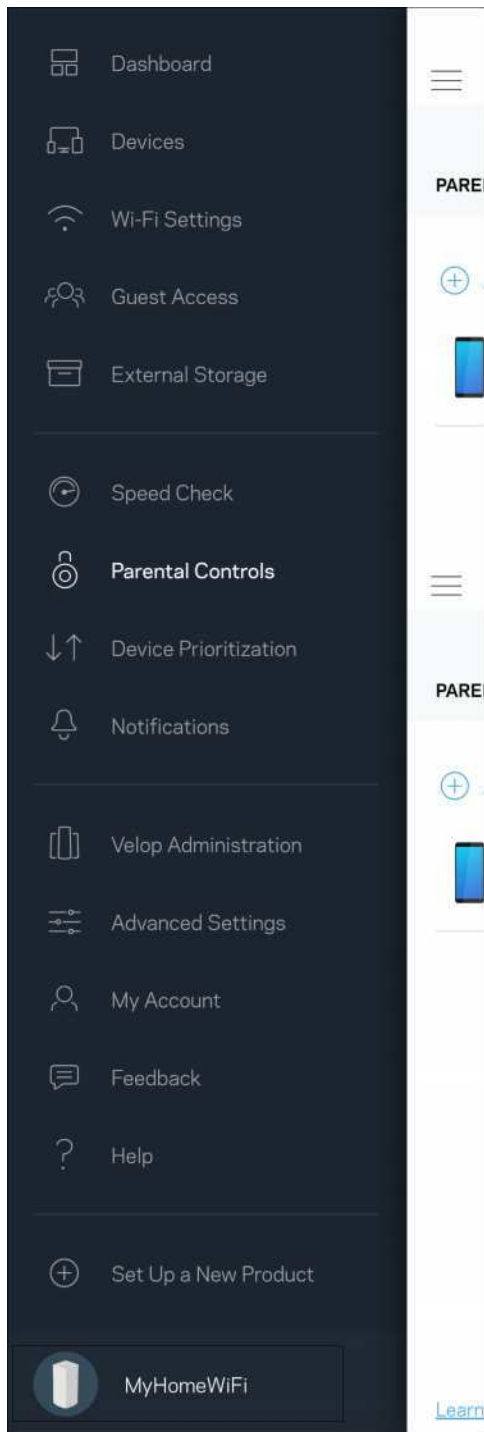 Dashboard
Devices
Wi-Fi Settings
Guest Access
External Storage
Speed Check
Parental Controls
Device Prioritization
Notifications
Velop Administration
Advanced Settings
My Account
Feedback
Help
Set Up a New Product
MyHomeWiFi
PARE
PARE
Learn